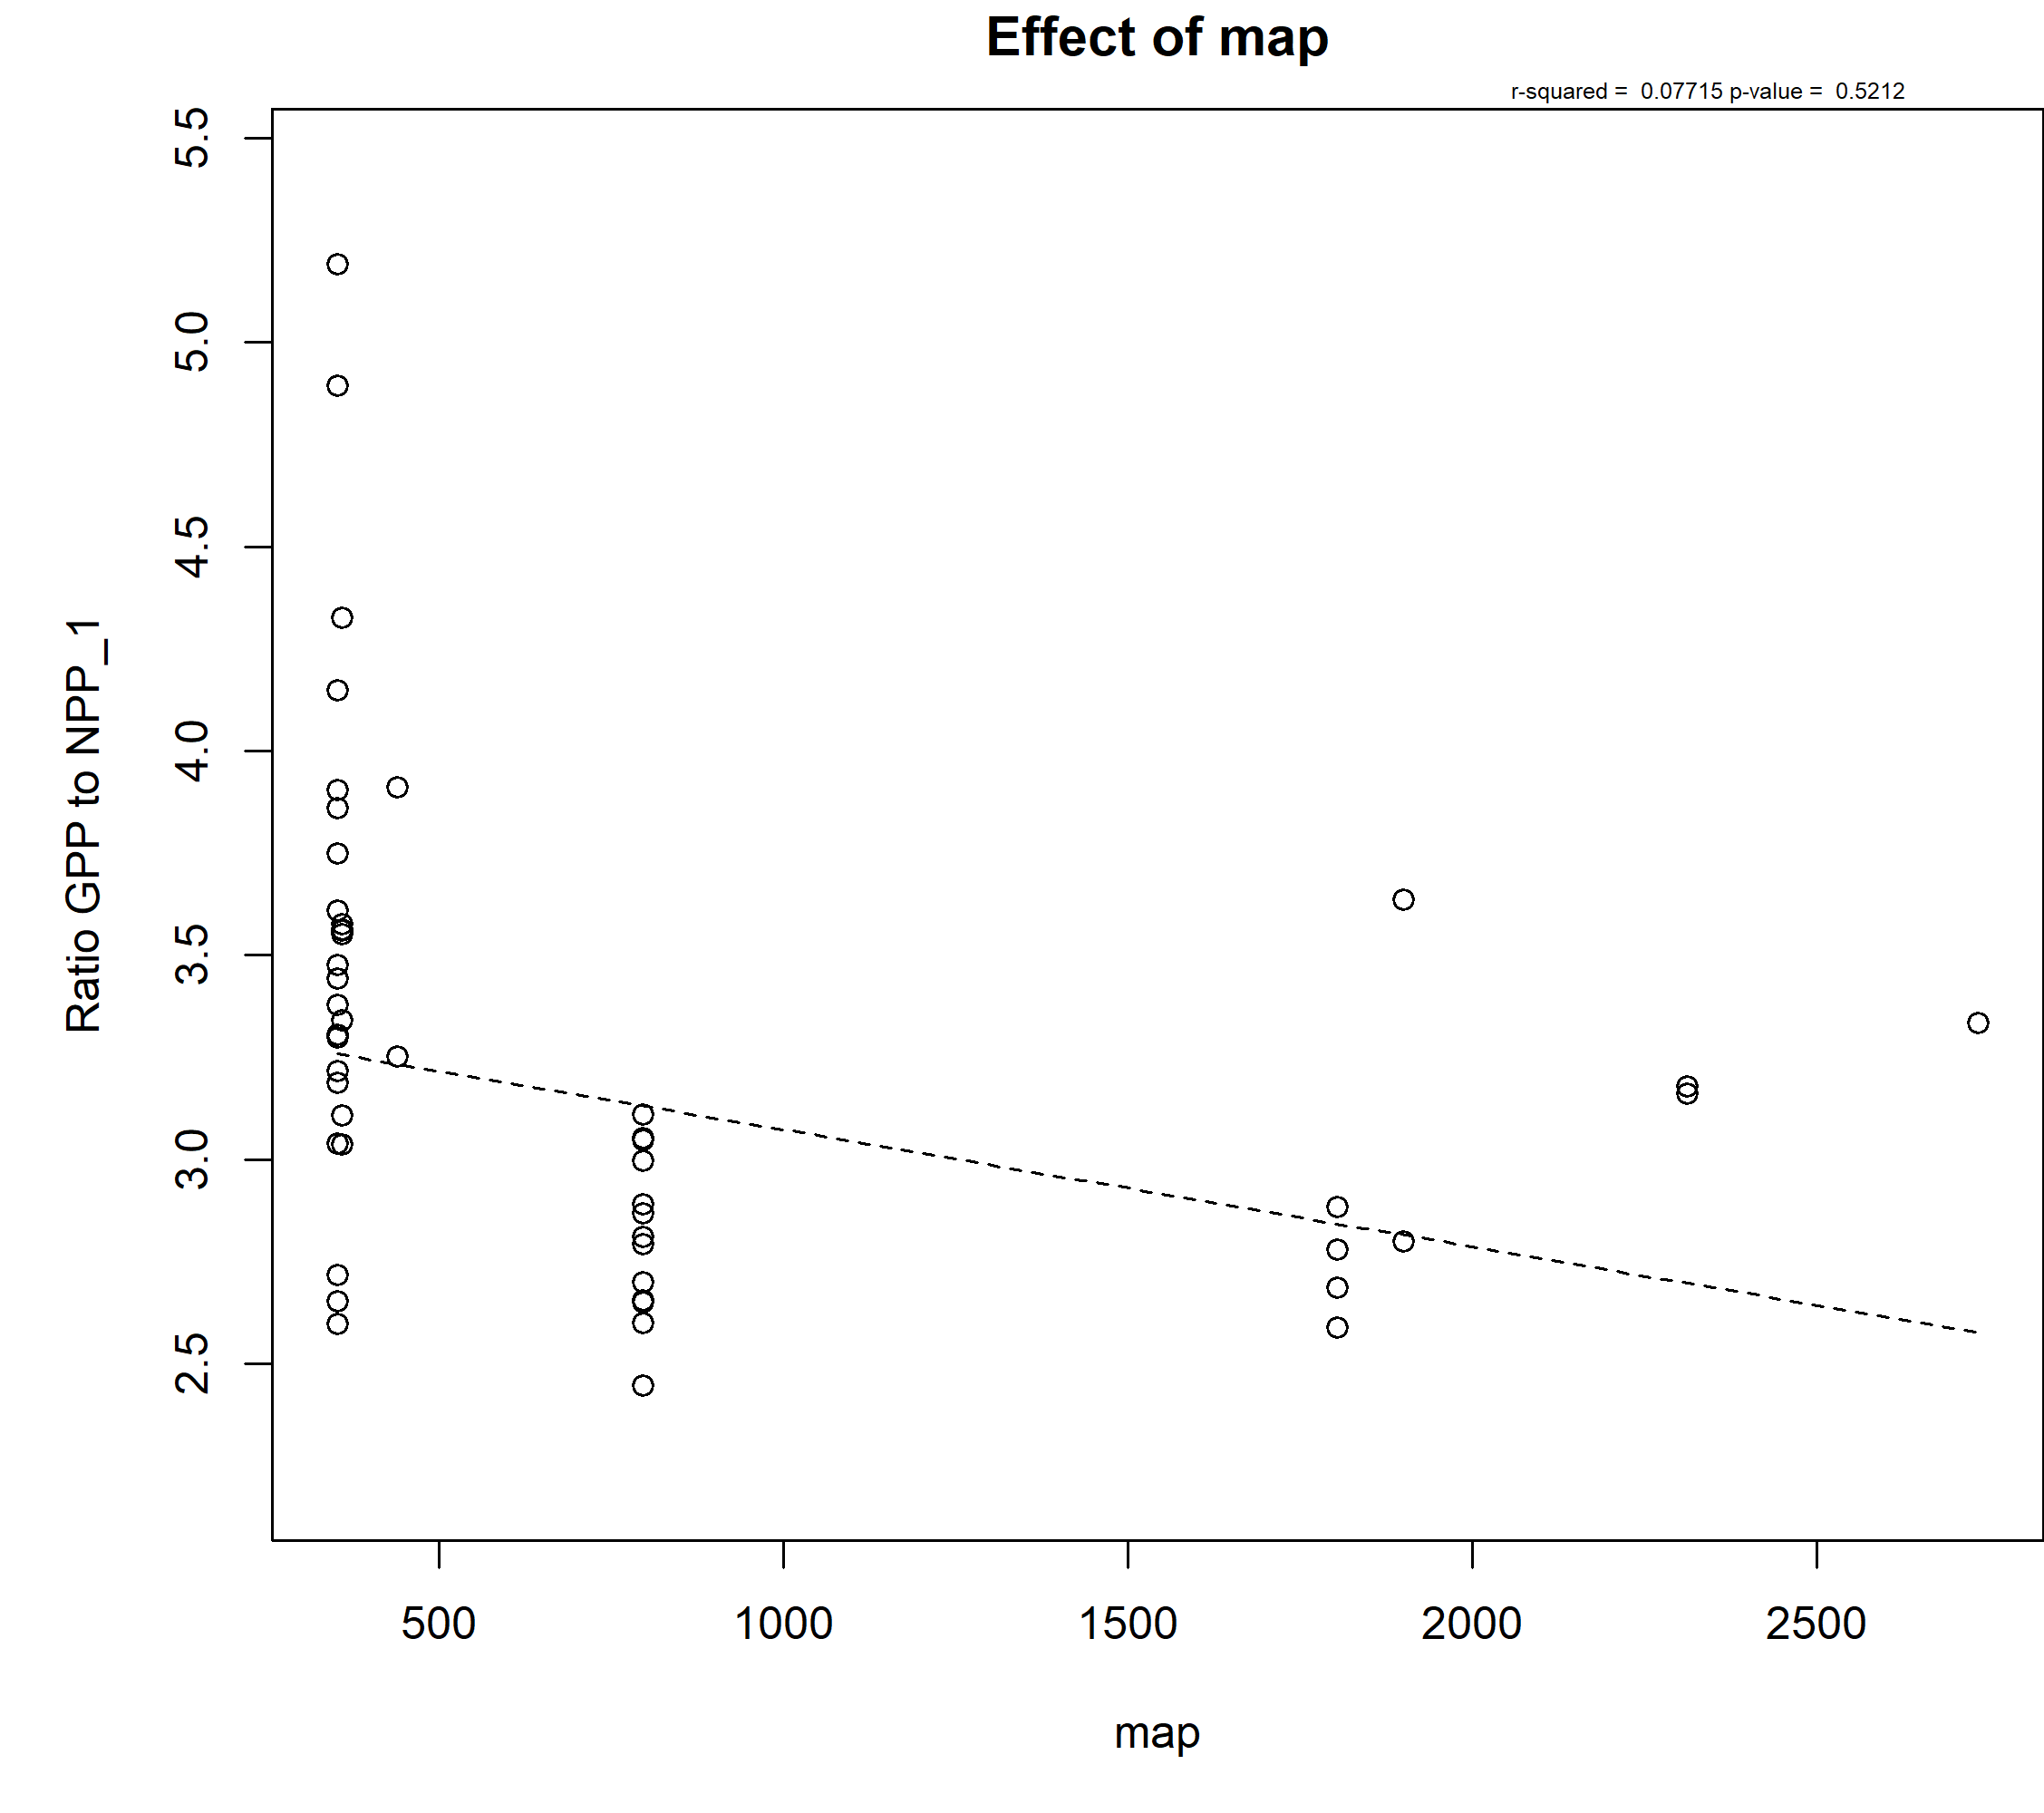 Effect of map
r-squared =  0.07715 p-value =  0.5212
Ratio GPP to NPP_1
5.5
5.0
4.5
4.0
3.5
3.0
2.5
500 1000 1500 2000 2500
map